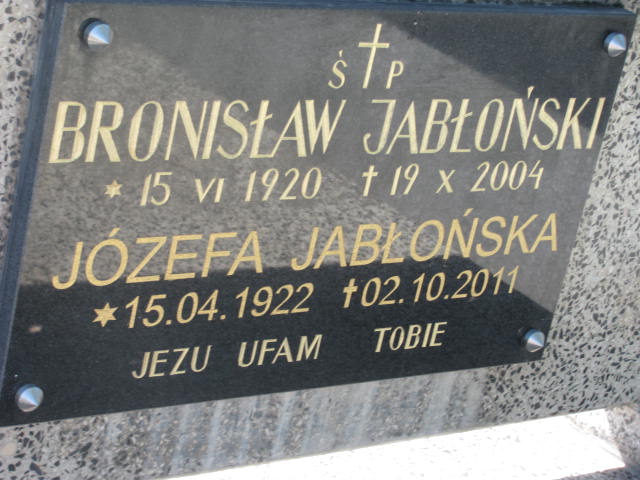 Ś P
BRONISŁAW JABŁOŃSKI
* 15 VI 1920 † 19 X 2004
JÓZEFA JABŁOŃSKA
* 15.04.1922 † 02.10.2011
JEZU UFAM TOBIE